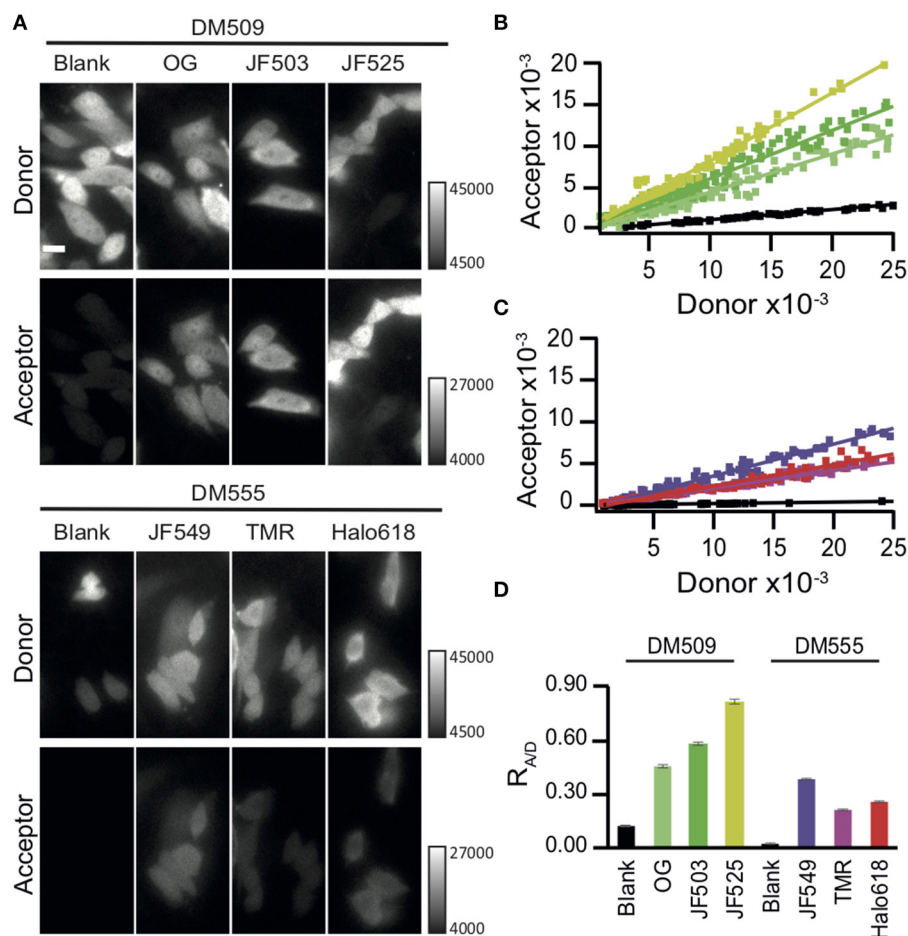 A
DM509
Blank OG JF503 JF525
Donor
45000
4500
Acceptor
27000
4000
DM555
Blank JF549 TMR Halo618
Donor
45000
4500
Acceptor
27000
4000
B
Acceptor x10-3
20
15
10
5
0
5 10 15 20 25
Donor x10-3
C
Acceptor x10-3
20
15
10
5
0
5 10 15 20 25
Donor x10-3
D
DM509 DM555
RA/D
0.90
0.60
0.30
0.00
Blank OG JF503 JF525 Blank JF549 TMR Halo618